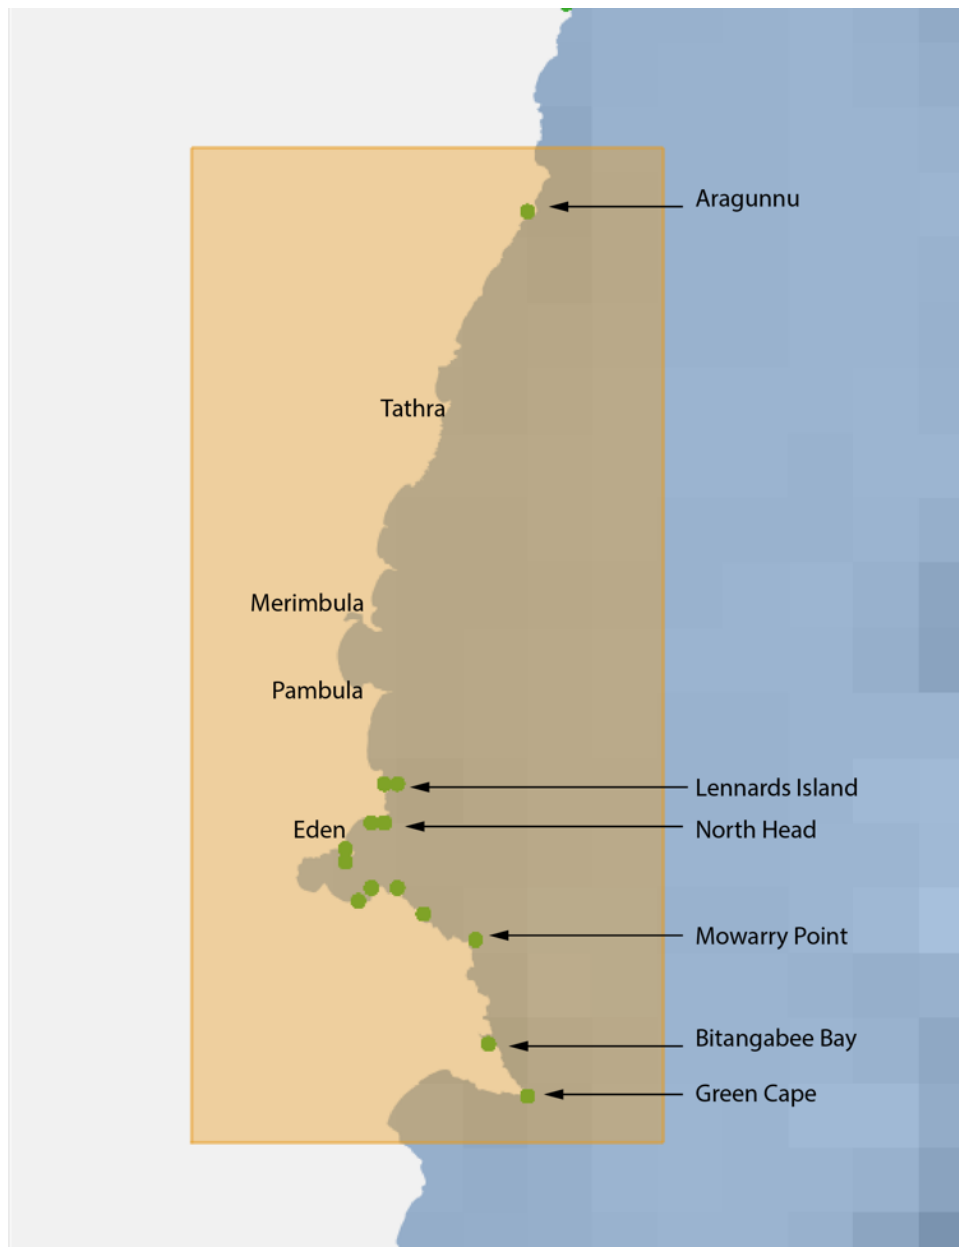 Aragunnu
Tathra
Merimbula
Pambula
Lennards Island
Eden
North Head
Mowarry Point
Bitangabee Bay
Green Cape